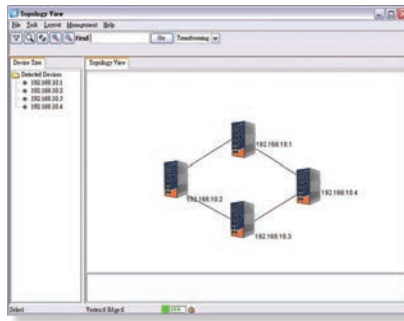 Topology View
File Task Layout Management Help
Find Go Transforming
Device Tree
Topology View
Detected Devices
192.168.10.1
192.168.10.2
192.168.10.3
192.168.10.4
192.168.10.1
192.168.10.2
192.168.10.4
192.168.10.3
Select